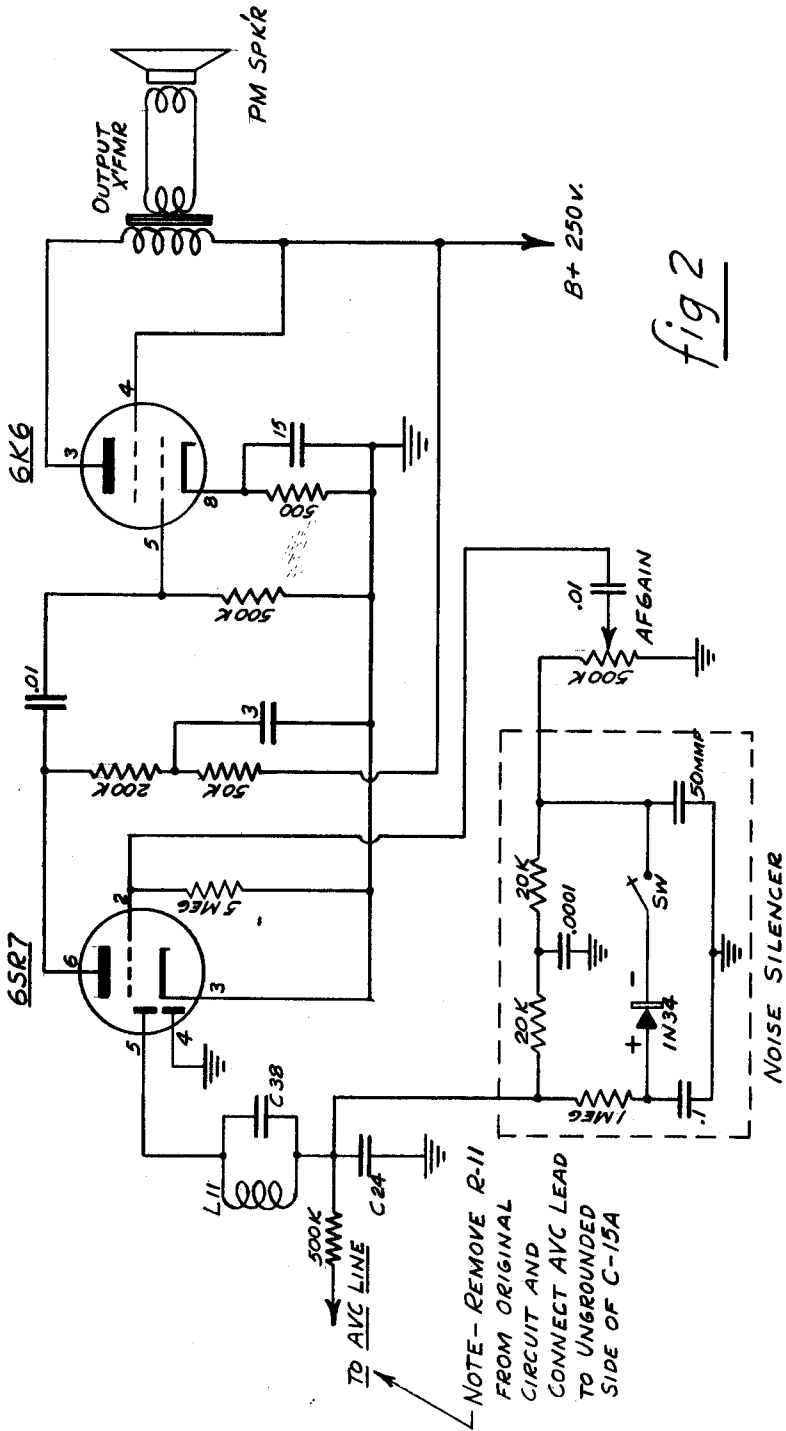 6SR7
6K6
OUTPUT
X'FMR
PM SPK'R
6
2
3
5
4
3
4
5
8
.01
200K
50K
3
500K
500
15
5 MEG
B+ 250V.
L11
C38
C24
500K
TO AVC LINE
NOTE - REMOVE R-11
FROM ORIGINAL
CIRCUIT AND
CONNECT AVC LEAD
TO UNGROUNDED
SIDE OF C-15A
20K
20K
.0001
1 MEG
.1
+
-
1N34
SW
50MMF
NOISE SILENCER
500K
.01
AFGAIN
fig 2